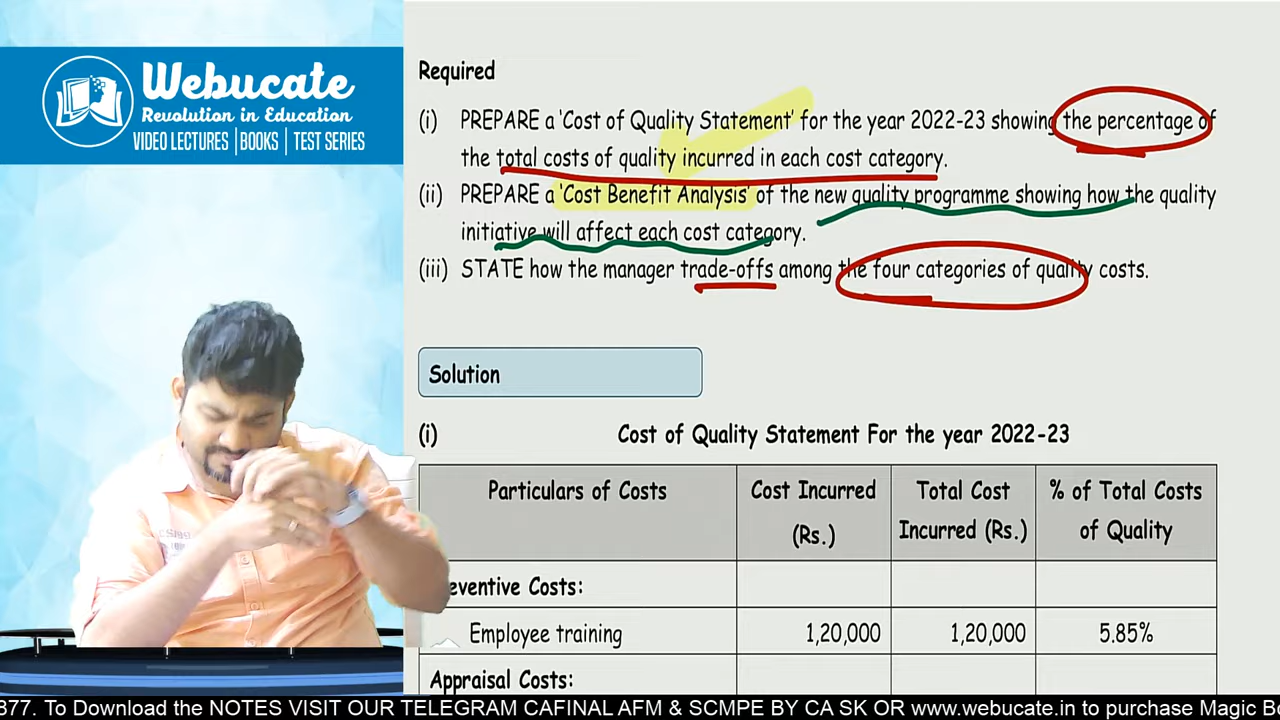 Webucate
Revolution in Education
VIDEO LECTURES | BOOKS | TEST SERIES
Required
(i) PREPARE a 'Cost of Quality Statement' for the year 2022-23 showing the percentage of
the total costs of quality incurred in each cost category.
(ii) PREPARE a 'Cost Benefit Analysis' of the new quality programme showing how the quality
initiative will affect each cost category.
(iii) STATE how the manager trade-offs among the four categories of quality costs.
Solution
(i) Cost of Quality Statement For the year 2022-23
Particulars of Costs Cost Incurred (Rs.) Total Cost Incurred (Rs.) % of Total Costs of Quality
eventive Costs:
Employee training 1,20,000 1,20,000 5.85%
Appraisal Costs:
877. To Download the NOTES VISIT OUR TELEGRAM CAFINAL AFM & SCMPE BY CA SK OR www.webucate.in to purchase Magic Bo